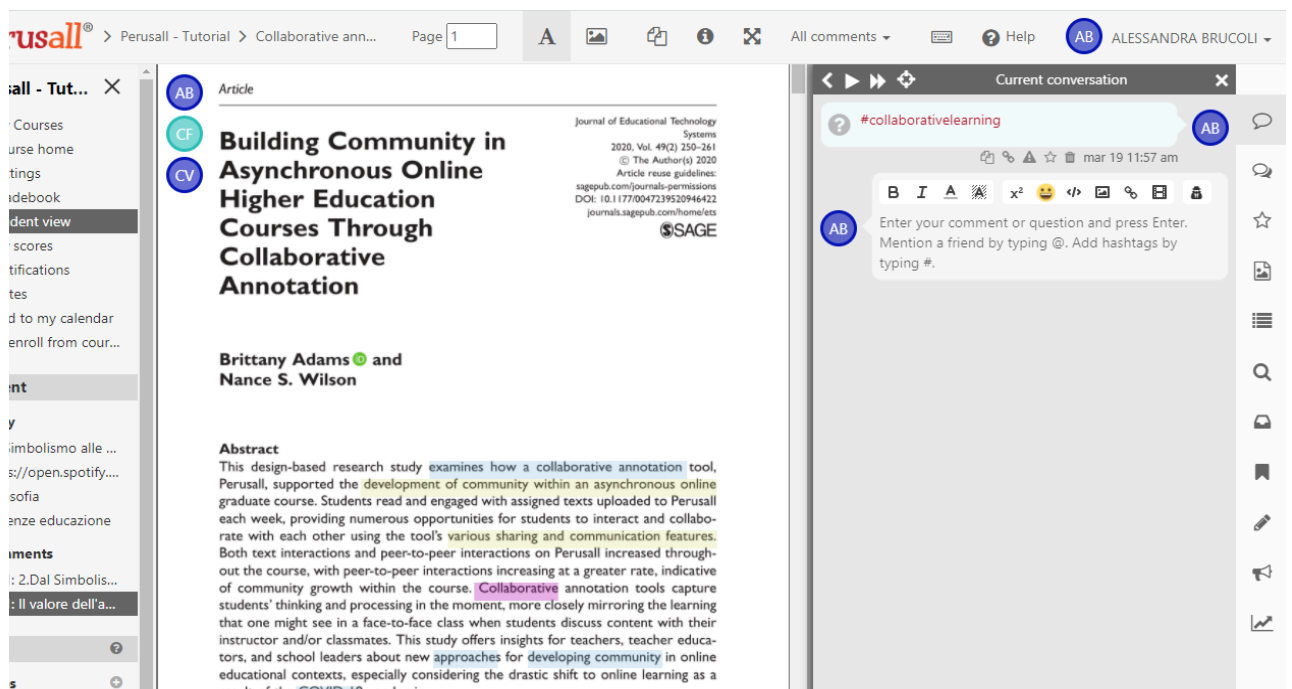 rusall® > Perusall - Tutorial > Collaborative ann... Page 1 A All comments Help AB ALESSANDRA BRUCOLI
sall - Tut... X
Courses
urse home
tings
adebook
dent view
scores
tifications
tes
d to my calendar
enroll from cour...
ent
y
Simbolismo alle ...
s://open.spotify....
sofia
enze educazione
nments
: 2.Dal Simbolis...
: Il valore dell'a...
s
AB
CF
CV
Article
Journal of Educational Technology
Systems
2020, Vol. 49(2) 250–261
© The Author(s) 2020
Article reuse guidelines:
sagepub.com/journals-permissions
DOI: 10.1177/0047239520946422
journals.sagepub.com/home/ets
SSAGE
Building Community in
Asynchronous Online
Higher Education
Courses Through
Collaborative
Annotation
Brittany Adams iD and
Nance S. Wilson
Abstract
This design-based research study examines how a collaborative annotation tool,
Perusall, supported the development of community within an asynchronous online
graduate course. Students read and engaged with assigned texts uploaded to Perusall
each week, providing numerous opportunities for students to interact and collabo-
rate with each other using the tool's various sharing and communication features.
Both text interactions and peer-to-peer interactions on Perusall increased through-
out the course, with peer-to-peer interactions increasing at a greater rate, indicative
of community growth within the course. Collaborative annotation tools capture
students' thinking and processing in the moment, more closely mirroring the learning
that one might see in a face-to-face class when students discuss content with their
instructor and/or classmates. This study offers insights for teachers, teacher educa-
tors, and school leaders about new approaches for developing community in online
educational contexts, especially considering the drastic shift to online learning as a
Current conversation
#collaborativelearning
AB
mar 19 11:57 am
B I A A x²
AB
Enter your comment or question and press Enter.
Mention a friend by typing @. Add hashtags by
typing #.